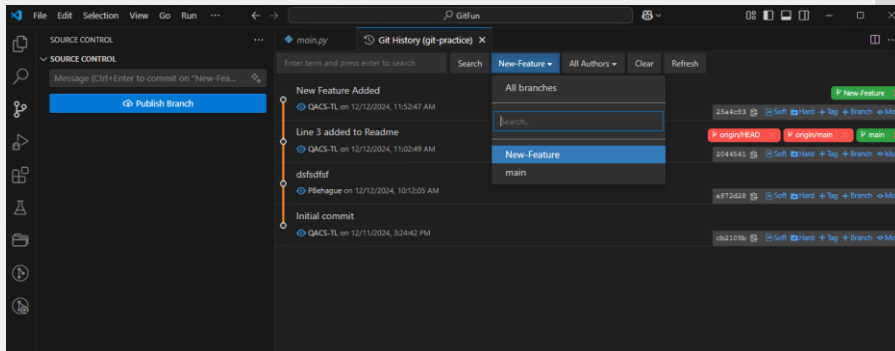 File Edit Selection View Go Run ··· GitFun
SOURCE CONTROL ···
main.py Git History (git-practice) ×
SOURCE CONTROL
Message (Ctrl+Enter to commit on "New-Fea...
Publish Branch
Enter term and press enter to search Search New-Feature All Authors Clear Refresh
All branches
Search..
New-Feature
main
New Feature Added
New-Feature
QACS-TL on 12/12/2024, 11:52:47 AM
25a4c83 Soft Hard +Tag +Branch
Line 3 added to Readme
origin/HEAD origin/main main
QACS-TL on 12/12/2024, 11:02:49 AM
2044541 Soft Hard +Tag +Branch
dsfsdfsf
PBehague on 12/12/2024, 10:12:05 AM
a972d28 Soft Hard +Tag +Branch
Initial commit
QACS-TL on 12/11/2024, 3:24:42 PM
cb2109b Soft Hard +Tag +Branch